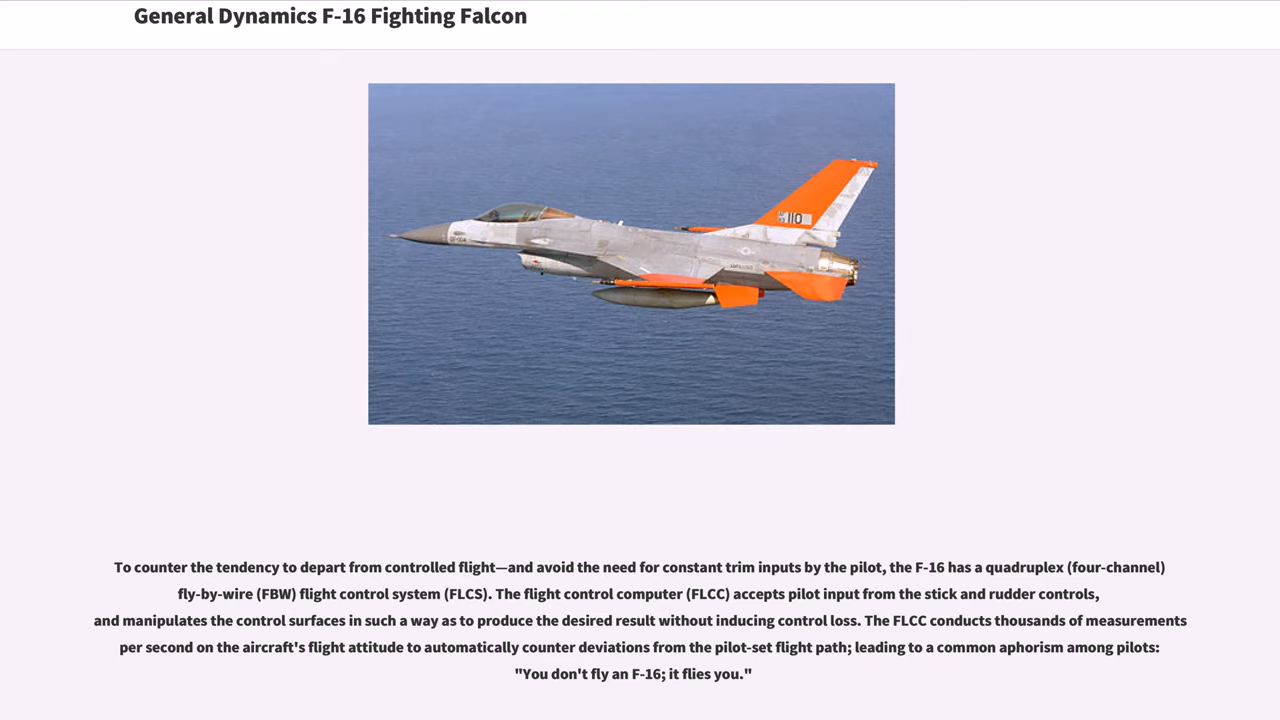 General Dynamics F-16 Fighting Falcon
110
To counter the tendency to depart from controlled flight—and avoid the need for constant trim inputs by the pilot, the F-16 has a quadruplex (four-channel)
fly-by-wire (FBW) flight control system (FLCS). The flight control computer (FLCC) accepts pilot input from the stick and rudder controls,
and manipulates the control surfaces in such a way as to produce the desired result without inducing control loss. The FLCC conducts thousands of measurements
per second on the aircraft's flight attitude to automatically counter deviations from the pilot-set flight path; leading to a common aphorism among pilots:
"You don't fly an F-16; it flies you."